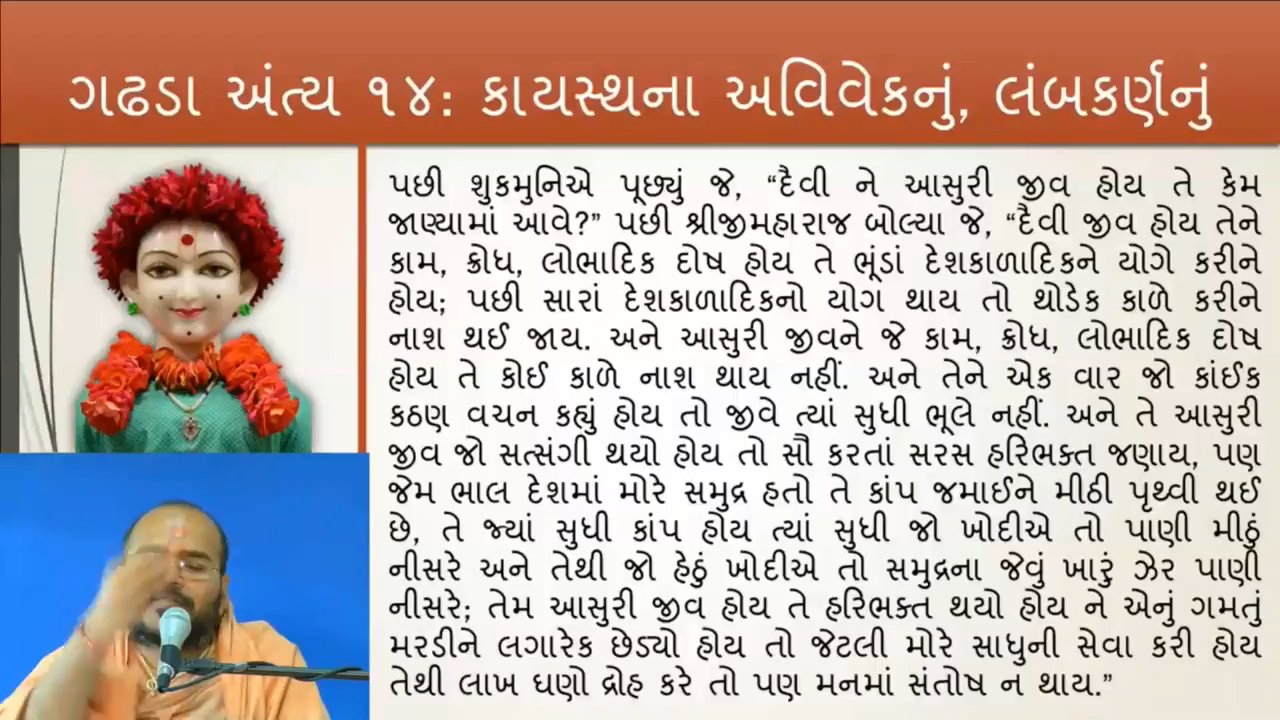 ગઢડા અંત્ય ૧૪: કાયસ્થના અવિવેકનું, લંબકર્ણનું
પછી શુકમુનિએ પૂછ્યું જે, “દૈવી ને આસુરી જીવ હોય તે કેમ
જાણ્યામાં આવે?” પછી શ્રીજીમહારાજ બોલ્યા જે, “દૈવી જીવ હોય તેને
કામ, ક્રોધ, લોભાદિક દોષ હોય તે ભૂંડાં દેશકાળાદિકને યોગે કરીને
હોય; પછી સારાં દેશકાળાદિકનો યોગ થાય તો થોડેક કાળે કરીને
નાશ થઈ જાય. અને આસુરી જીવને જે કામ, ક્રોધ, લોભાદિક દોષ
હોય તે કોઈ કાળે નાશ થાય નહીં. અને તેને એક વાર જો કાંઈક
કઠણ વચન કહ્યું હોય તો જીવે ત્યાં સુધી ભૂલે નહીં. અને તે આસુરી
જીવ જો સત્સંગી થયો હોય તો સૌ કરતાં સરસ હરિભક્ત જણાય, પણ
જેમ ભાલ દેશમાં મોરે સમુદ્ર હતો તે કાંપ જમાઈને મીઠી પૃથ્વી થઈ
છે, તે જ્યાં સુધી કાંપ હોય ત્યાં સુધી જો ખોદીએ તો પાણી મીઠું
નીસરે અને તેથી જો હેઠું ખોદીએ તો સમુદ્રના જેવું ખારું ઝેર પાણી
નીસરે; તેમ આસુરી જીવ હોય તે હરિભક્ત થયો હોય ને એનું ગમતું
મરડીને લગારેક છેડ્યો હોય તો જેટલી મોરે સાધુની સેવા કરી હોય
તેથી લાખ ઘણો દ્રોહ કરે તો પણ મનમાં સંતોષ ન થાય.”